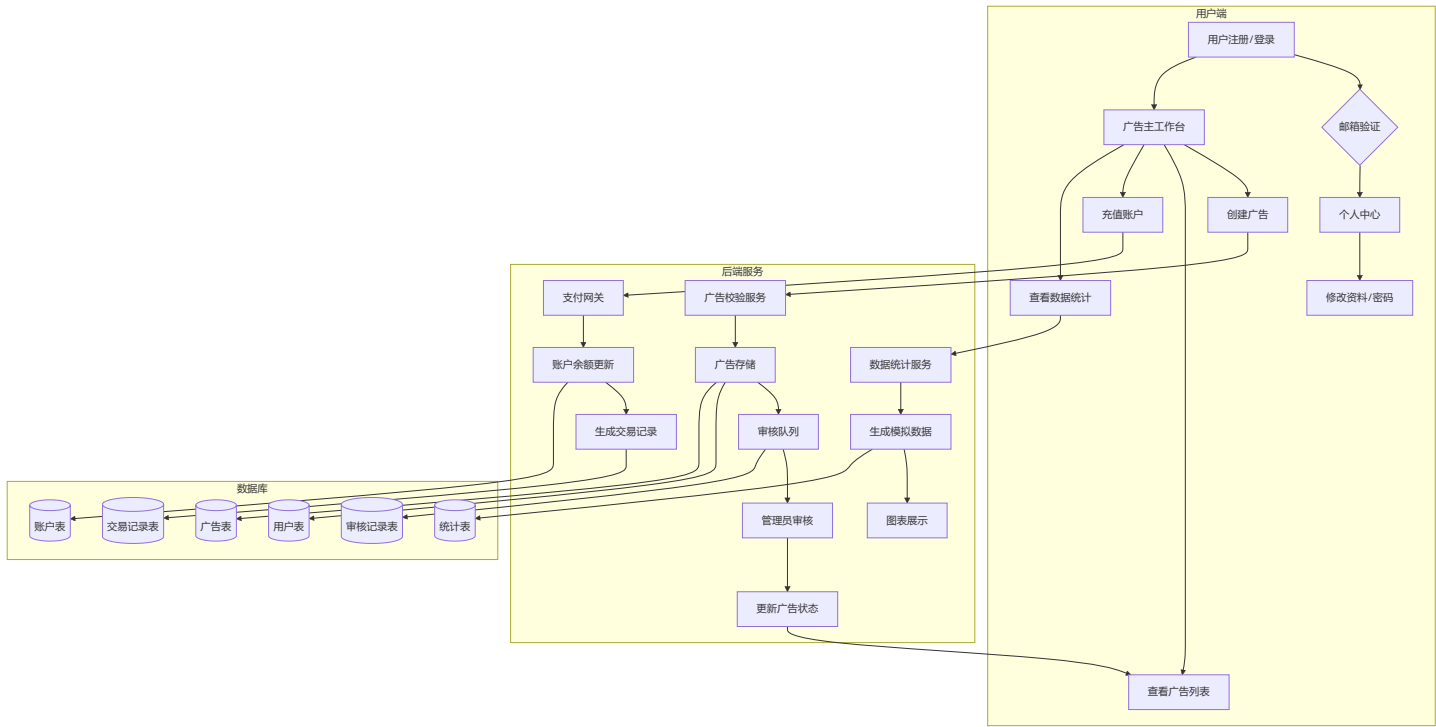 用户端
用户注册/登录
广告主工作台
邮箱验证
充值账户
创建广告
个人中心
后端服务
支付网关
广告校验服务
查看数据统计
修改资料/密码
账户余额更新
广告存储
数据统计服务
生成交易记录
审核队列
生成模拟数据
数据库
账户表
交易记录表
广告表
用户表
审核记录表
统计表
管理员审核
图表展示
更新广告状态
查看广告列表